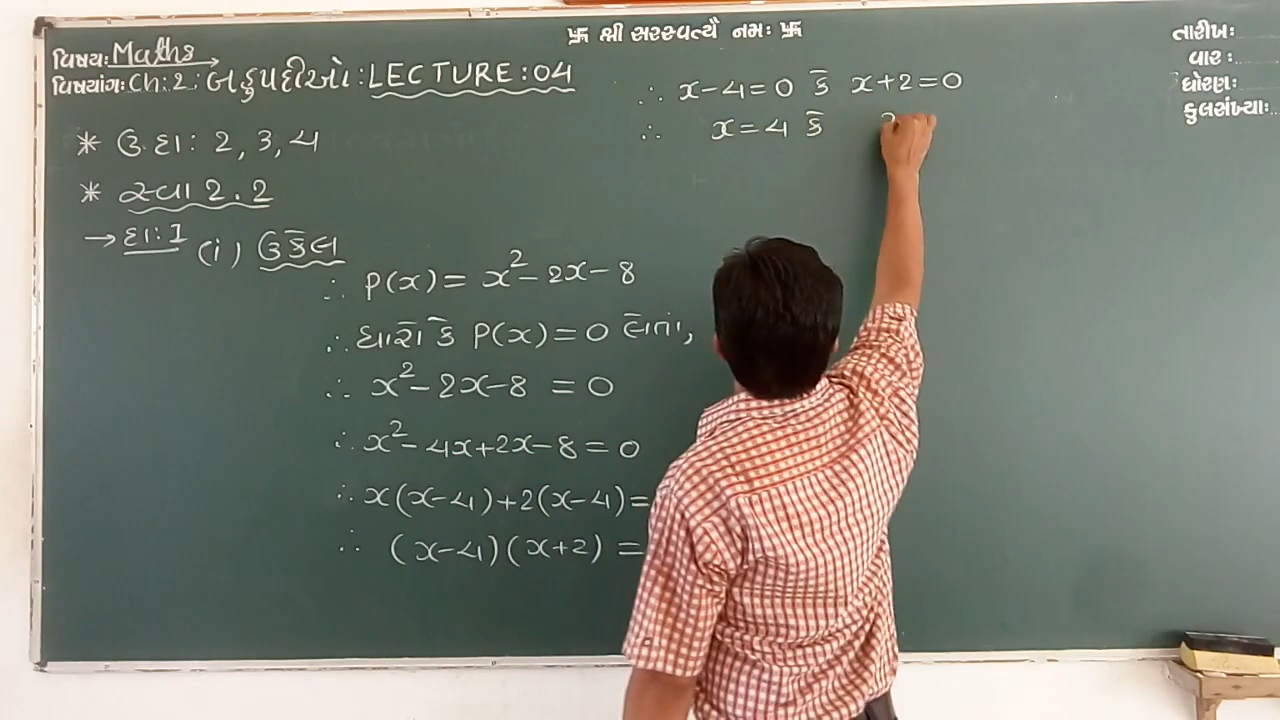 卐 શ્રી સરસ્વત્યૈ નમઃ 卐
વિષય: Maths
વિષયાંગ: Ch: 2: બહુપદીઓ: LECTURE: 04
* ઉદા: 2, 3, 4
* સ્વા 2.2
→ દા: 1 (i) ઉકેલ
∴ P(x) = x² - 2x - 8
∴ ધારો કે P(x) = 0 લેતાં,
∴ x² - 2x - 8 = 0
∴ x² - 4x + 2x - 8 = 0
∴ x(x-4) + 2(x-4) =
∴ (x-4)(x+2) =
∴ x - 4 = 0 કે x + 2 = 0
∴ x = 4 કે
તારીખ:
વાર:
ધોરણ:
કુલસંખ્યા: